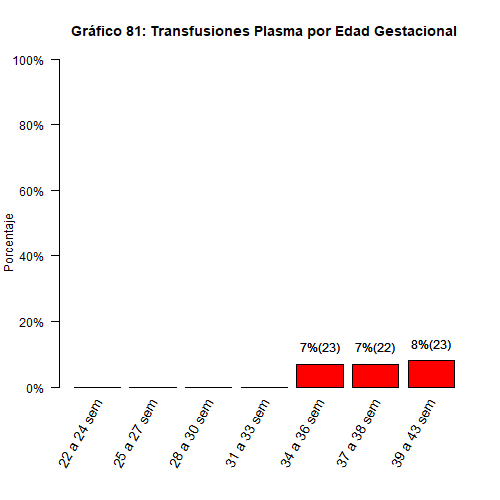 Gráfico 81: Transfusiones Plasma por Edad Gestacional
100%
80%
60%
40%
20%
0%
Porcentaje
7%(23)
7%(22)
8%(23)
22 a 24 sem
25 a 27 sem
28 a 30 sem
31 a 33 sem
34 a 36 sem
37 a 38 sem
39 a 43 sem